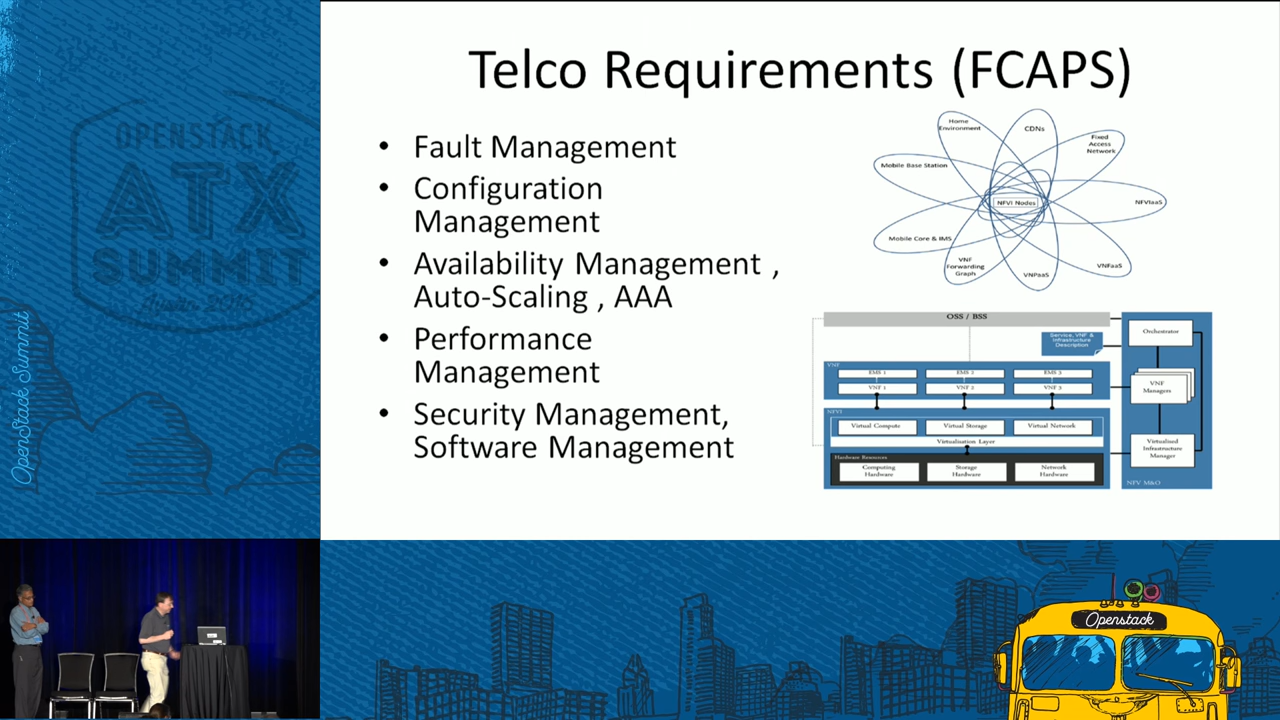 Telco Requirements (FCAPS)
• Fault Management
• Configuration
Management
• Availability Management ,
Auto-Scaling , AAA
• Performance
Management
• Security Management,
Software Management
Home
Environment
CDNs
Fixed
Access
Network
Mobile Base Station
NFVI Nodes
NFVIaaS
Mobile Core & IMS
VNF
Forwarding
Graph
VNPaaS
VNFaaS
OSS / BSS
Service, VNF &
Infrastructure
Description
Orchestrator
VNF
EMS 1
EMS 2
EMS 3
VNF 1
VNF 2
VNF 3
VNF
Managers
NFVI
Virtual Compute
Virtual Storage
Virtual Network
Virtualisation Layer
Virtualised
Infrastructure
Manager
Hardware Resources
Computing
Hardware
Storage
Hardware
Network
Hardware
NFV M&O
OPENSTACK
ATX
SUMMIT
Austin
OpenStack Summit
Openstack